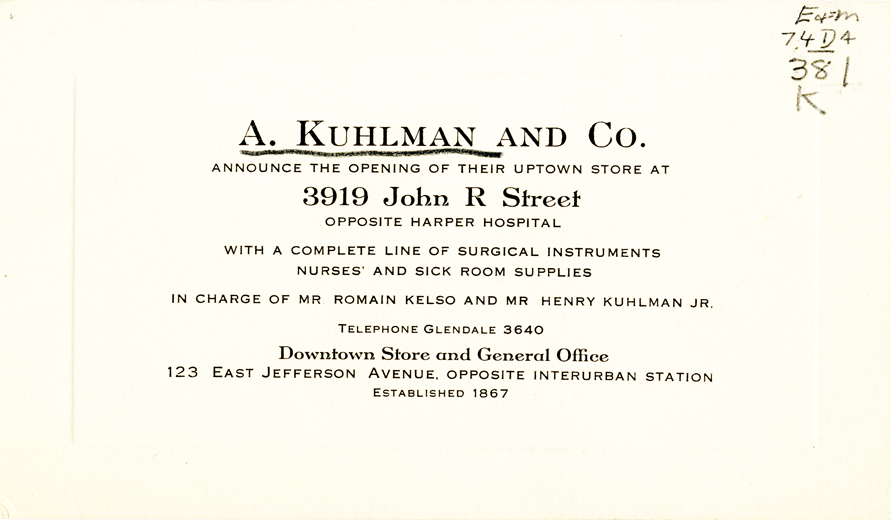 E&M
74D4
381
K
A. KUHLMAN AND CO.
ANNOUNCE THE OPENING OF THEIR UPTOWN STORE AT
3919 John R Street
OPPOSITE HARPER HOSPITAL
WITH A COMPLETE LINE OF SURGICAL INSTRUMENTS
NURSES' AND SICK ROOM SUPPLIES
IN CHARGE OF MR ROMAIN KELSO AND MR HENRY KUHLMAN JR.
TELEPHONE GLENDALE 3640
Downtown Store and General Office
123 EAST JEFFERSON AVENUE, OPPOSITE INTERURBAN STATION
ESTABLISHED 1867